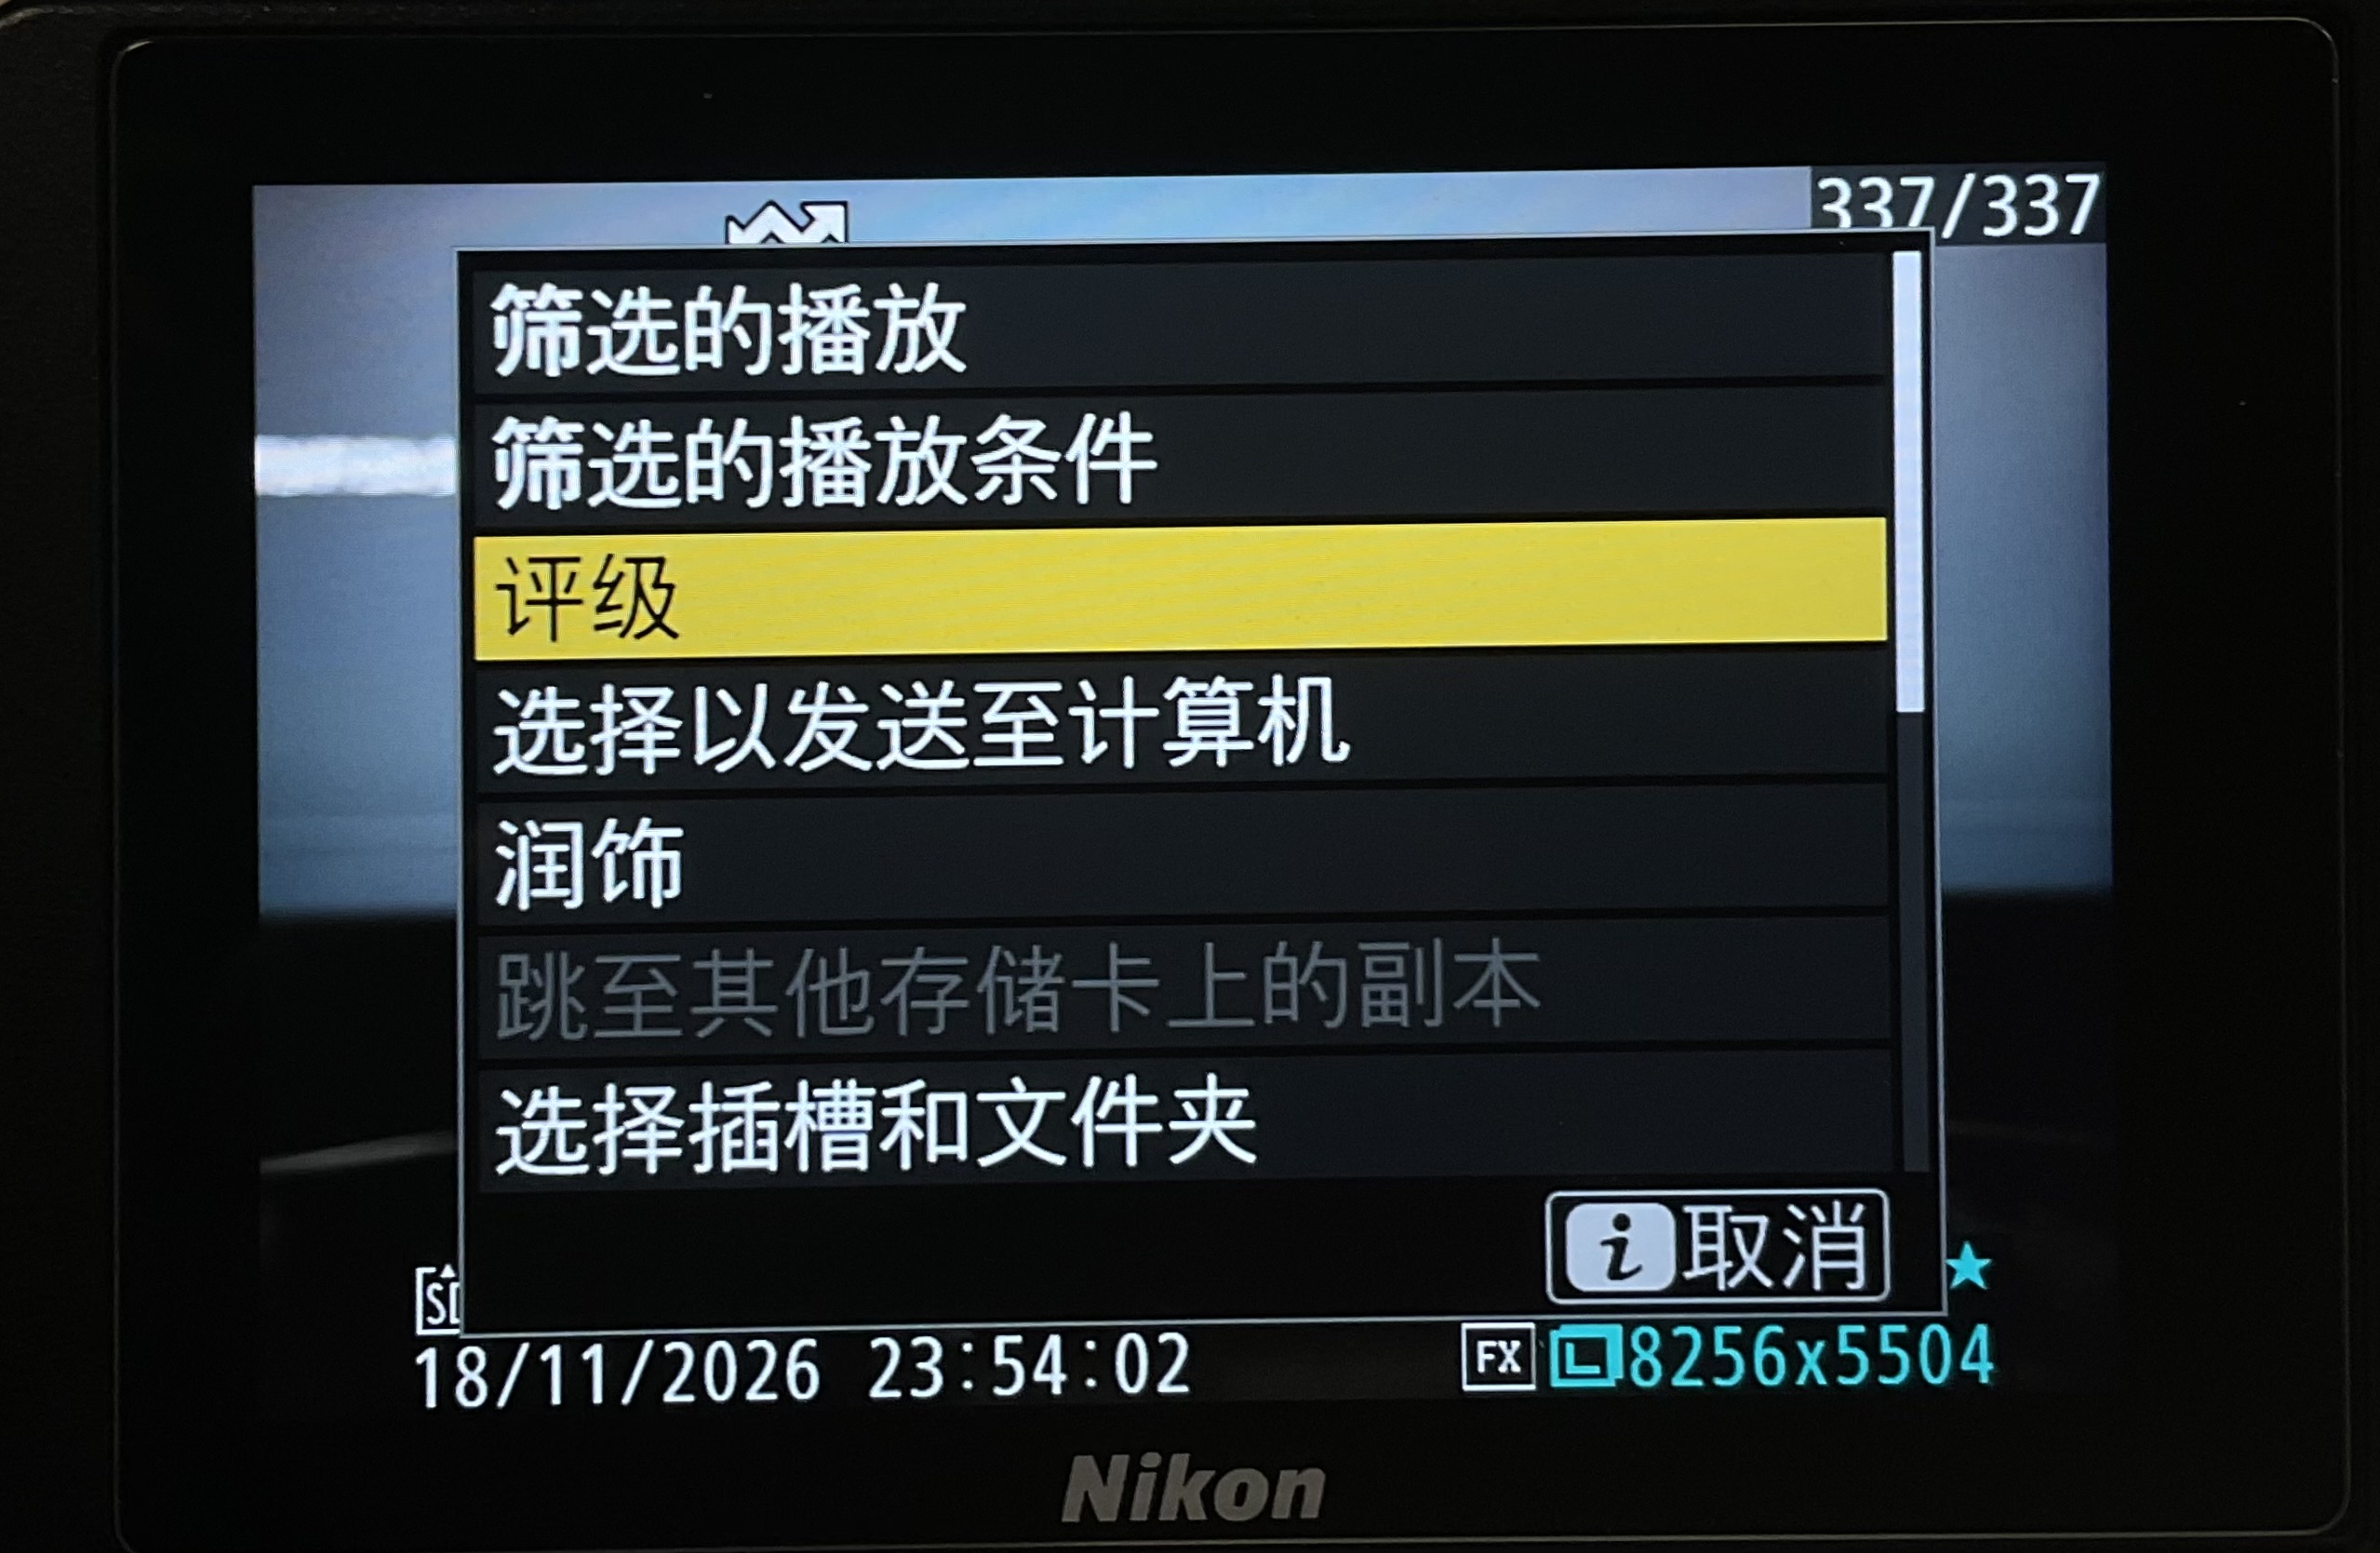 337/337
筛选的播放
筛选的播放条件
评级
选择以发送至计算机
润饰
跳至其他存储卡上的副本
选择插槽和文件夹
i取消
18/11/2026 23:54:02
FX L 8256x5504
Nikon